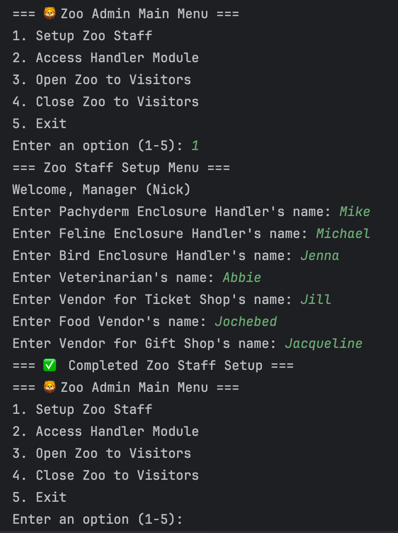 === 🦁 Zoo Admin Main Menu ===
1. Setup Zoo Staff
2. Access Handler Module
3. Open Zoo to Visitors
4. Close Zoo to Visitors
5. Exit
Enter an option (1-5): 1
=== Zoo Staff Setup Menu ===
Welcome, Manager (Nick)
Enter Pachyderm Enclosure Handler's name: Mike
Enter Feline Enclosure Handler's name: Michael
Enter Bird Enclosure Handler's name: Jenna
Enter Veterinarian's name: Abbie
Enter Vendor for Ticket Shop's name: Jill
Enter Food Vendor's name: Jochebed
Enter Vendor for Gift Shop's name: Jacqueline
=== ✅ Completed Zoo Staff Setup ===
=== 🦁 Zoo Admin Main Menu ===
1. Setup Zoo Staff
2. Access Handler Module
3. Open Zoo to Visitors
4. Close Zoo to Visitors
5. Exit
Enter an option (1-5):